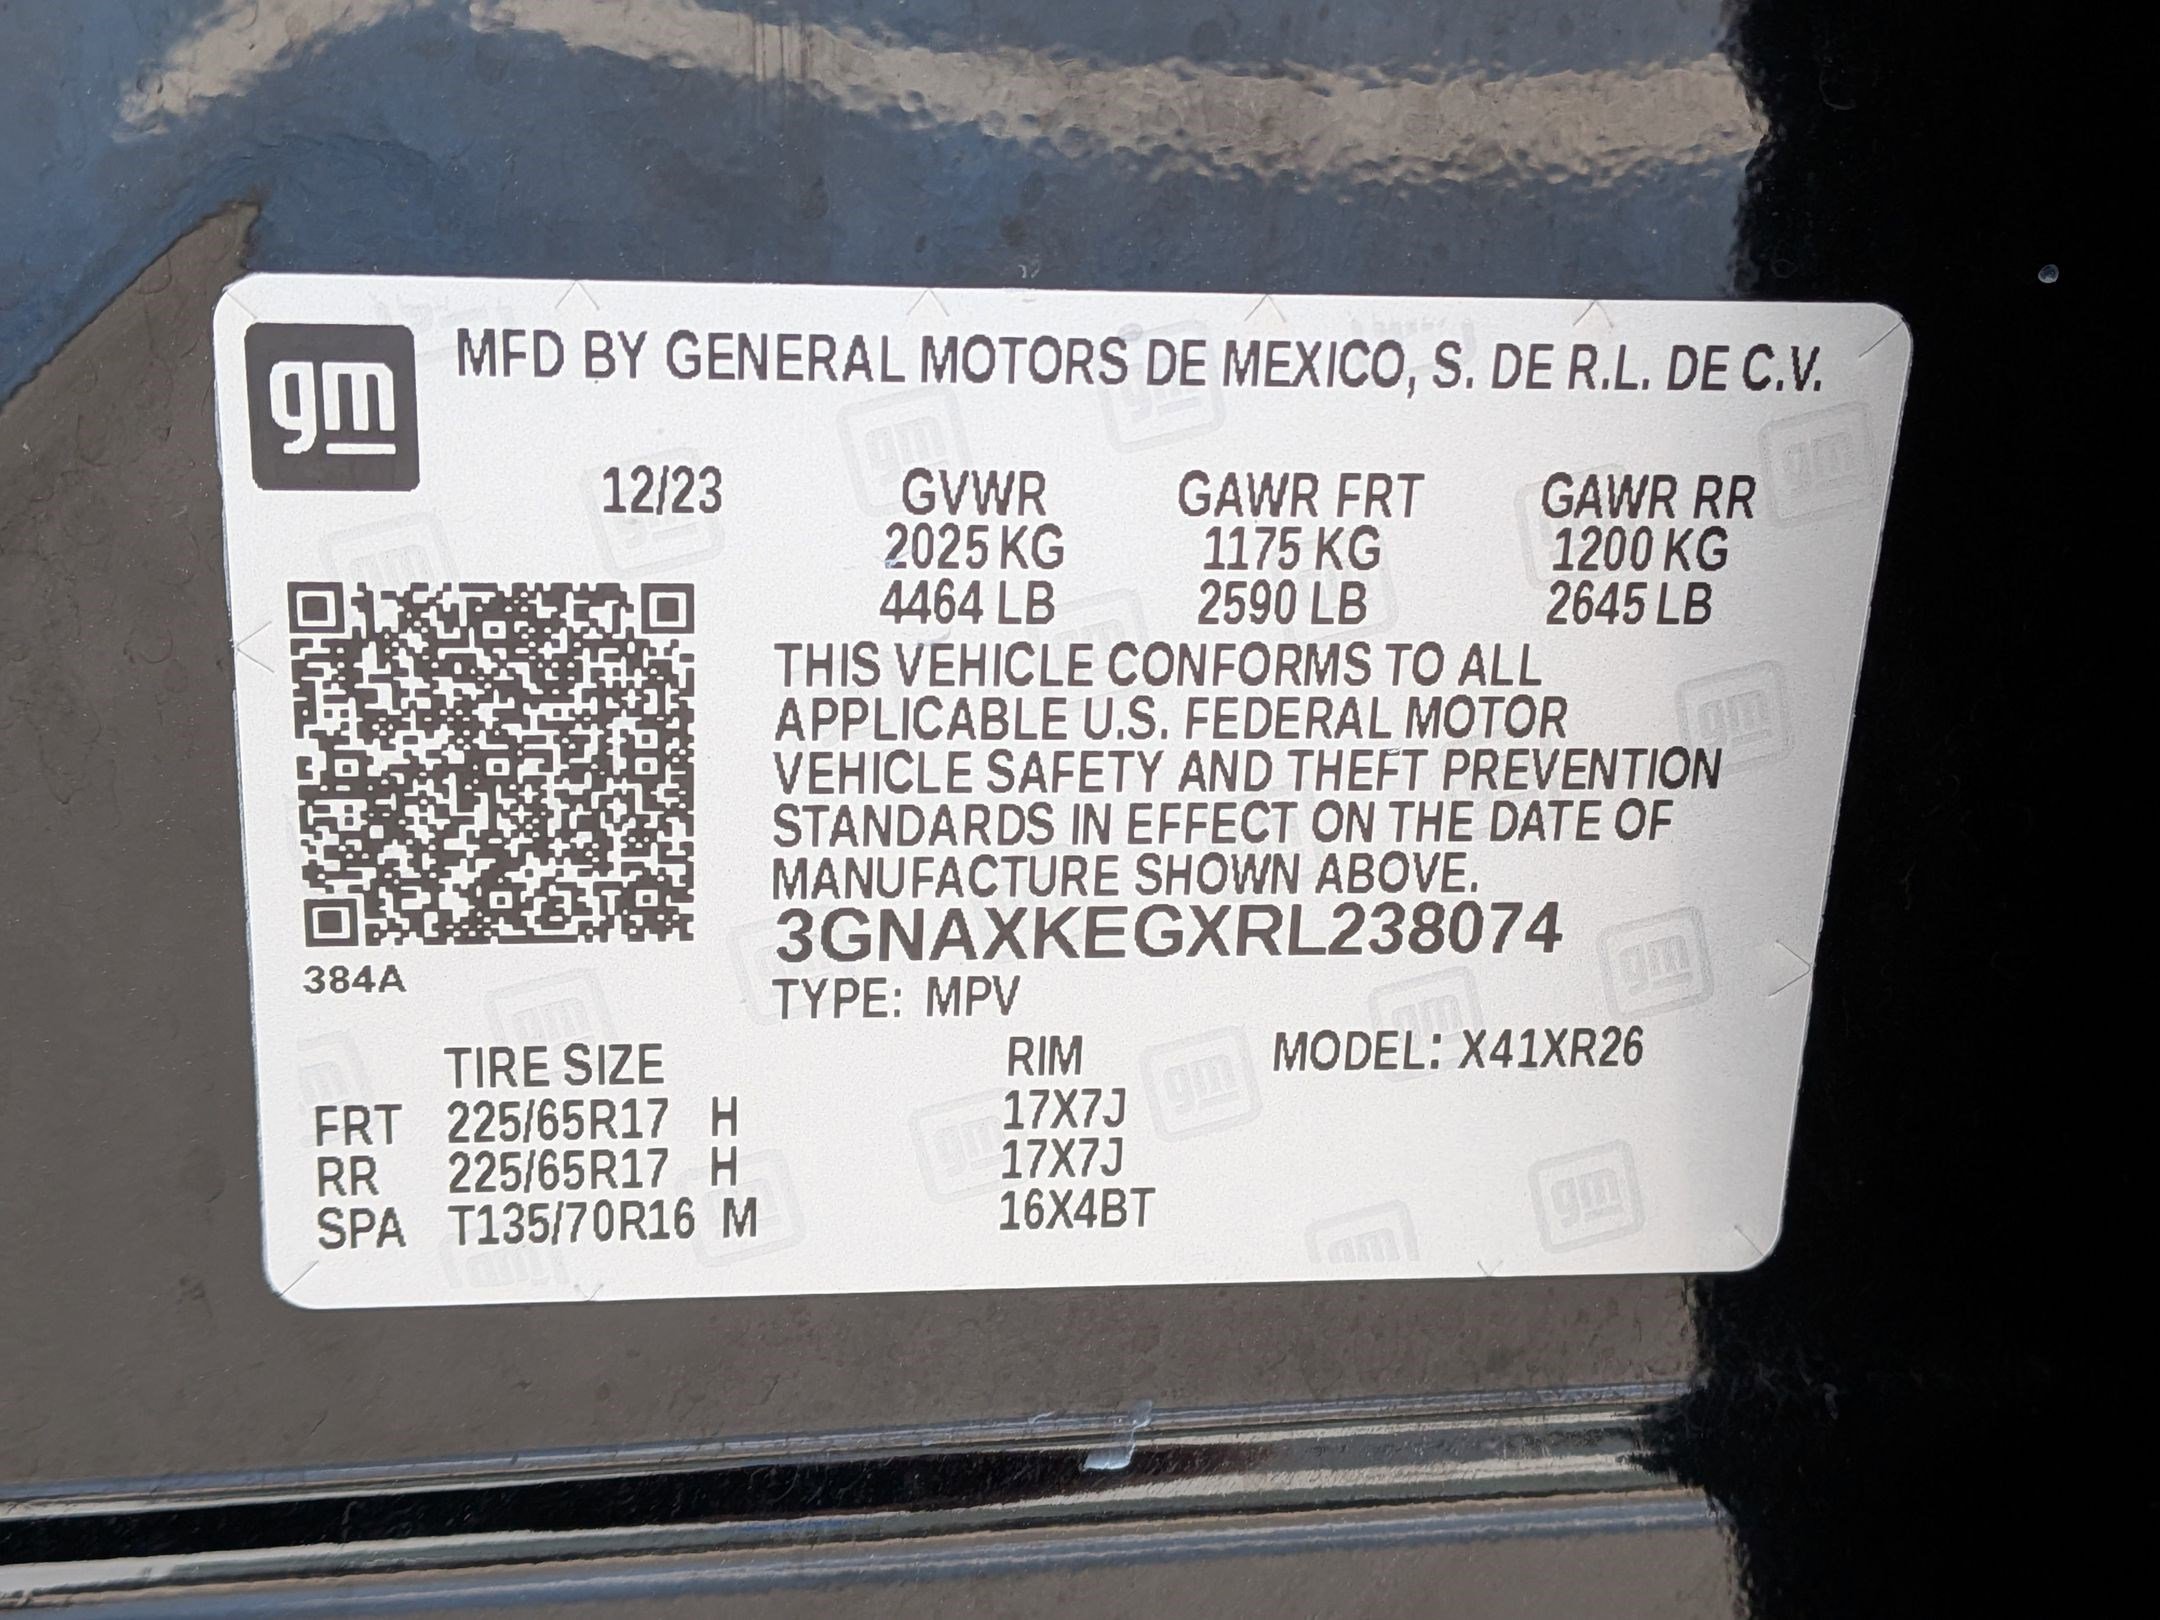 gm
MFD BY GENERAL MOTORS DE MEXICO, S. DE R.L. DE C.V.
12/23 GVWR GAWR FRT GAWR RR
2025 KG 1175 KG 1200 KG
4464 LB 2590 LB 2645 LB
THIS VEHICLE CONFORMS TO ALL
APPLICABLE U.S. FEDERAL MOTOR
VEHICLE SAFETY AND THEFT PREVENTION
STANDARDS IN EFFECT ON THE DATE OF
MANUFACTURE SHOWN ABOVE.
3GNAXKEGXRL238074
384A
TYPE: MPV
TIRE SIZE RIM MODEL: X41XR26
FRT 225/65R17 H 17X7J
RR 225/65R17 H 17X7J
SPA T135/70R16 M 16X4BT